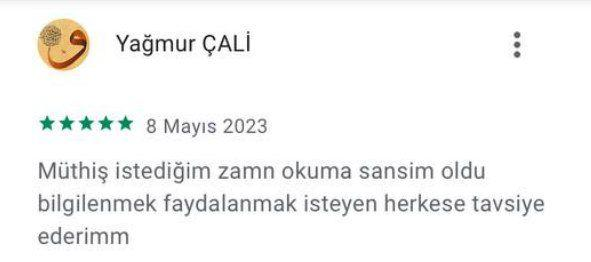 Yağmur ÇALİ
8 Mayıs 2023
Müthiş istediğim zamn okuma sansim oldu
bilgilenmek faydalanmak isteyen herkese tavsiye
ederimm